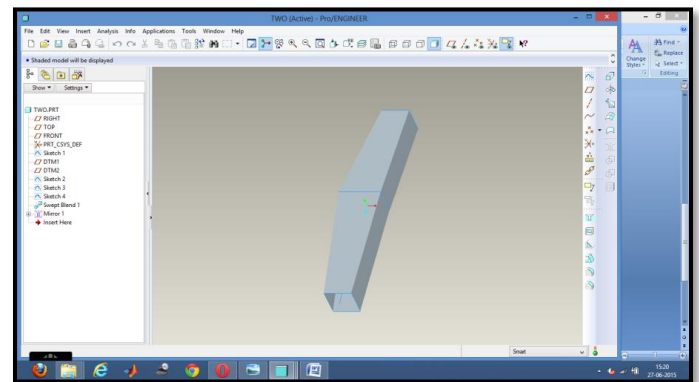 TWO (Active) - Pro/ENGINEER
File Edit View Insert Analysis Info Applications Tools Window Help
Shaded model will be displayed
Show Settings
TWO.PRT
RIGHT
TOP
FRONT
PRT_CSYS_DEF
Sketch 1
DTM1
DTM2
Sketch 2
Sketch 3
Sketch 4
Swept Blend 1
Mirror 1
Insert Here
Smart
Change
Styles
Find
Replace
Select
Editing
15:20
27-06-2015